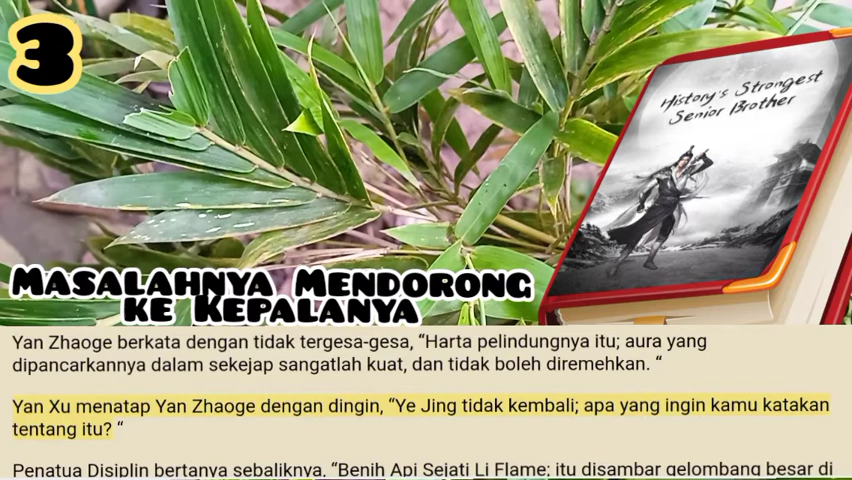 3
History's Strongest
Senior Brother
MASALAHNYA MENDORONG
KE KEPALANYA
Yan Zhaoge berkata dengan tidak tergesa-gesa, “Harta pelindungnya itu; aura yang
dipancarkannya dalam sekejap sangatlah kuat, dan tidak boleh diremehkan. “
Yan Xu menatap Yan Zhaoge dengan dingin, “Ye Jing tidak kembali; apa yang ingin kamu katakan
tentang itu? “
Penatua Disiplin bertanya sebaliknya, “Benih Api Sejati Li Flame; itu disambar gelombang besar di